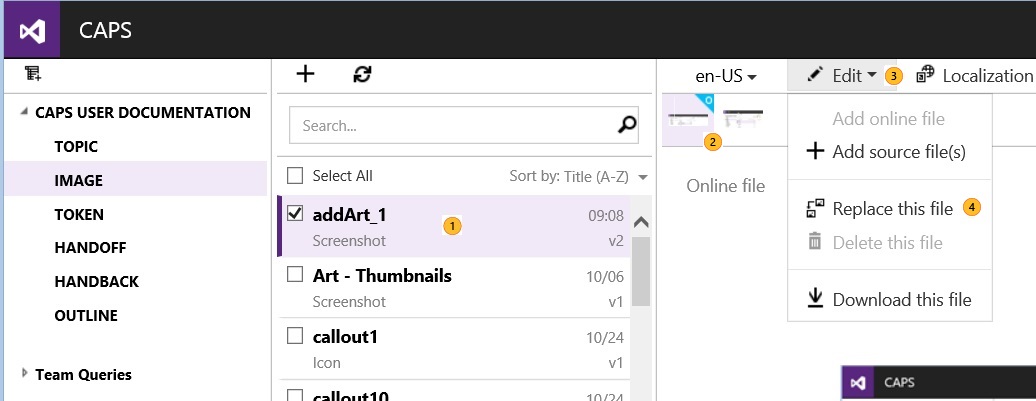 CAPS
CAPS USER DOCUMENTATION
TOPIC
IMAGE
TOKEN
HANDOFF
HANDBACK
OUTLINE
Team Queries
Search...
Select All
Sort by: Title (A-Z)
addArt_1 09:08
1
Screenshot v2
Art - Thumbnails 10/06
Screenshot v1
callout1 10/24
Icon v1
callout10 10/24
en-US
Edit
3
Localization
O
2
Online file
Add online file
Add source file(s)
Replace this file
4
Delete this file
Download this file
CAPS